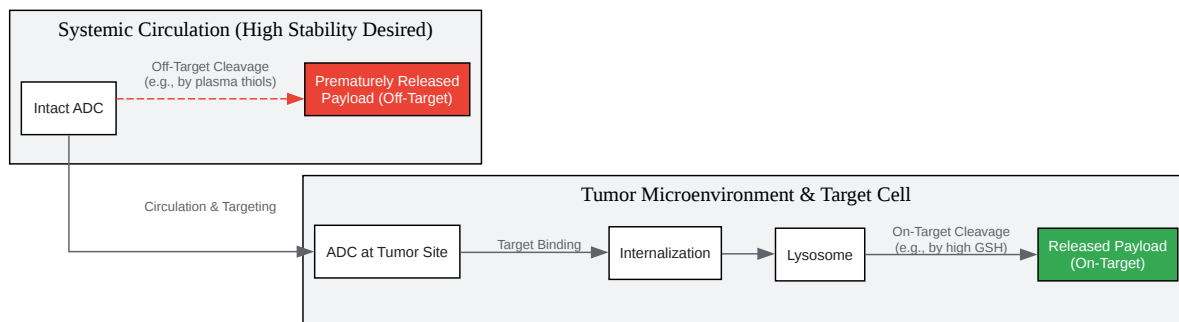 Systemic Circulation (High Stability Desired)
Off-Target Cleavage
(e.g., by plasma thiols)
Intact ADC
Prematurely Released
Payload (Off-Target)
Circulation & Targeting
Tumor Microenvironment & Target Cell
ADC at Tumor Site
Target Binding
Internalization
Lysosome
On-Target Cleavage
(e.g., by high GSH)
Released Payload
(On-Target)